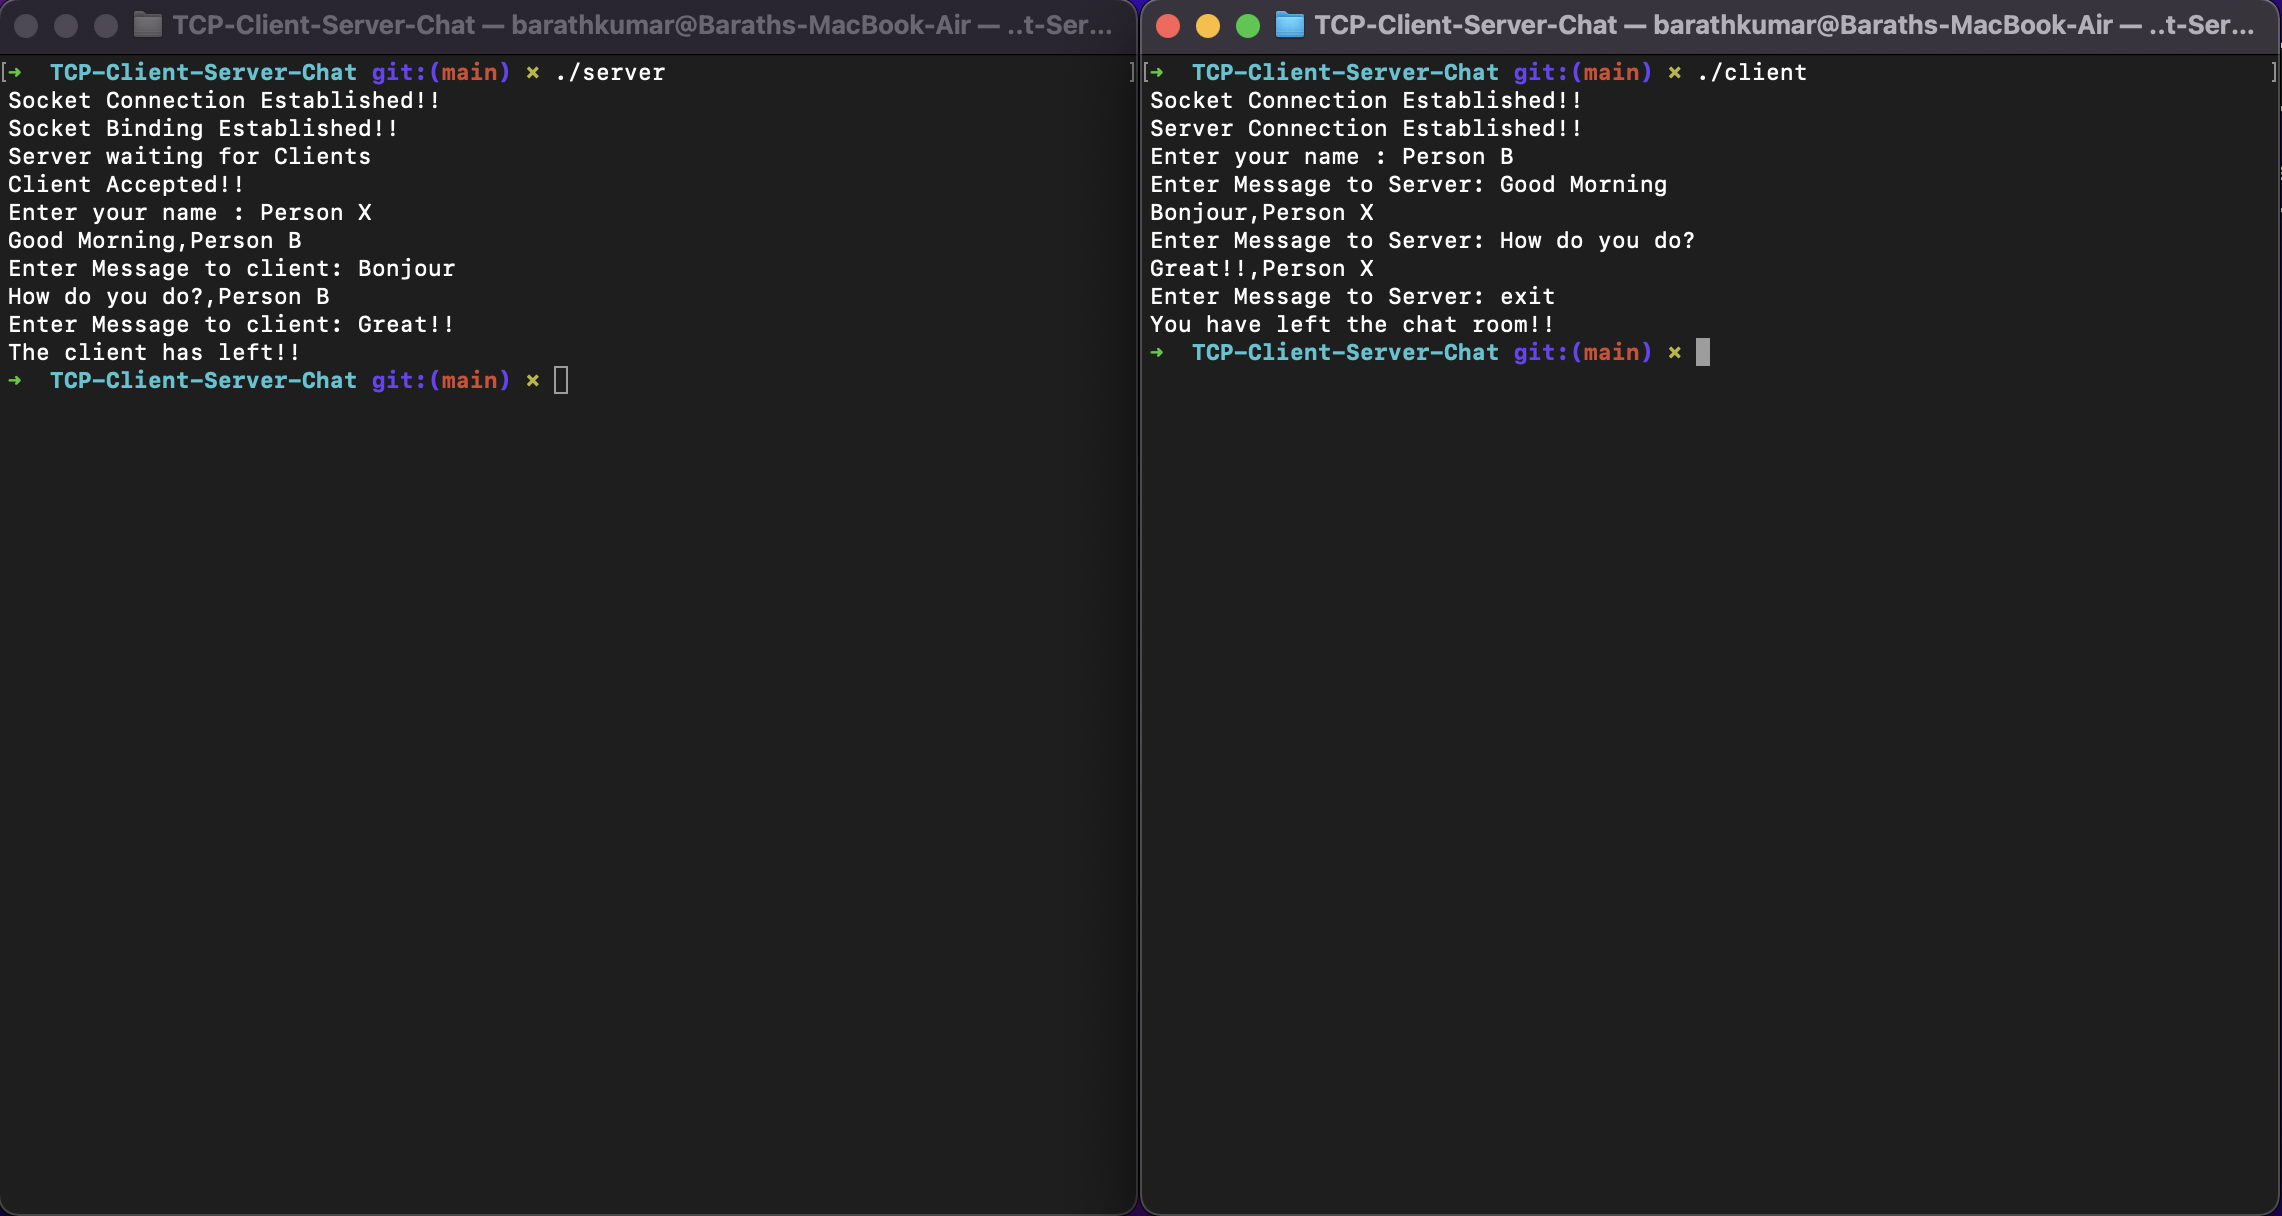 TCP-Client-Server-Chat — barathkumar@Baraths-MacBook-Air — ..t-Ser...
[➜  TCP-Client-Server-Chat git:(main) × ./server ]
Socket Connection Established!!
Socket Binding Established!!
Server waiting for Clients
Client Accepted!!
Enter your name : Person X
Good Morning,Person B
Enter Message to client: Bonjour
How do you do?,Person B
Enter Message to client: Great!!
The client has left!!
➜  TCP-Client-Server-Chat git:(main) ×
TCP-Client-Server-Chat — barathkumar@Baraths-MacBook-Air — ..t-Ser...
[➜  TCP-Client-Server-Chat git:(main) × ./client ]
Socket Connection Established!!
Server Connection Established!!
Enter your name : Person B
Enter Message to Server: Good Morning
Bonjour,Person X
Enter Message to Server: How do you do?
Great!!,Person X
Enter Message to Server: exit
You have left the chat room!!
➜  TCP-Client-Server-Chat git:(main) ×